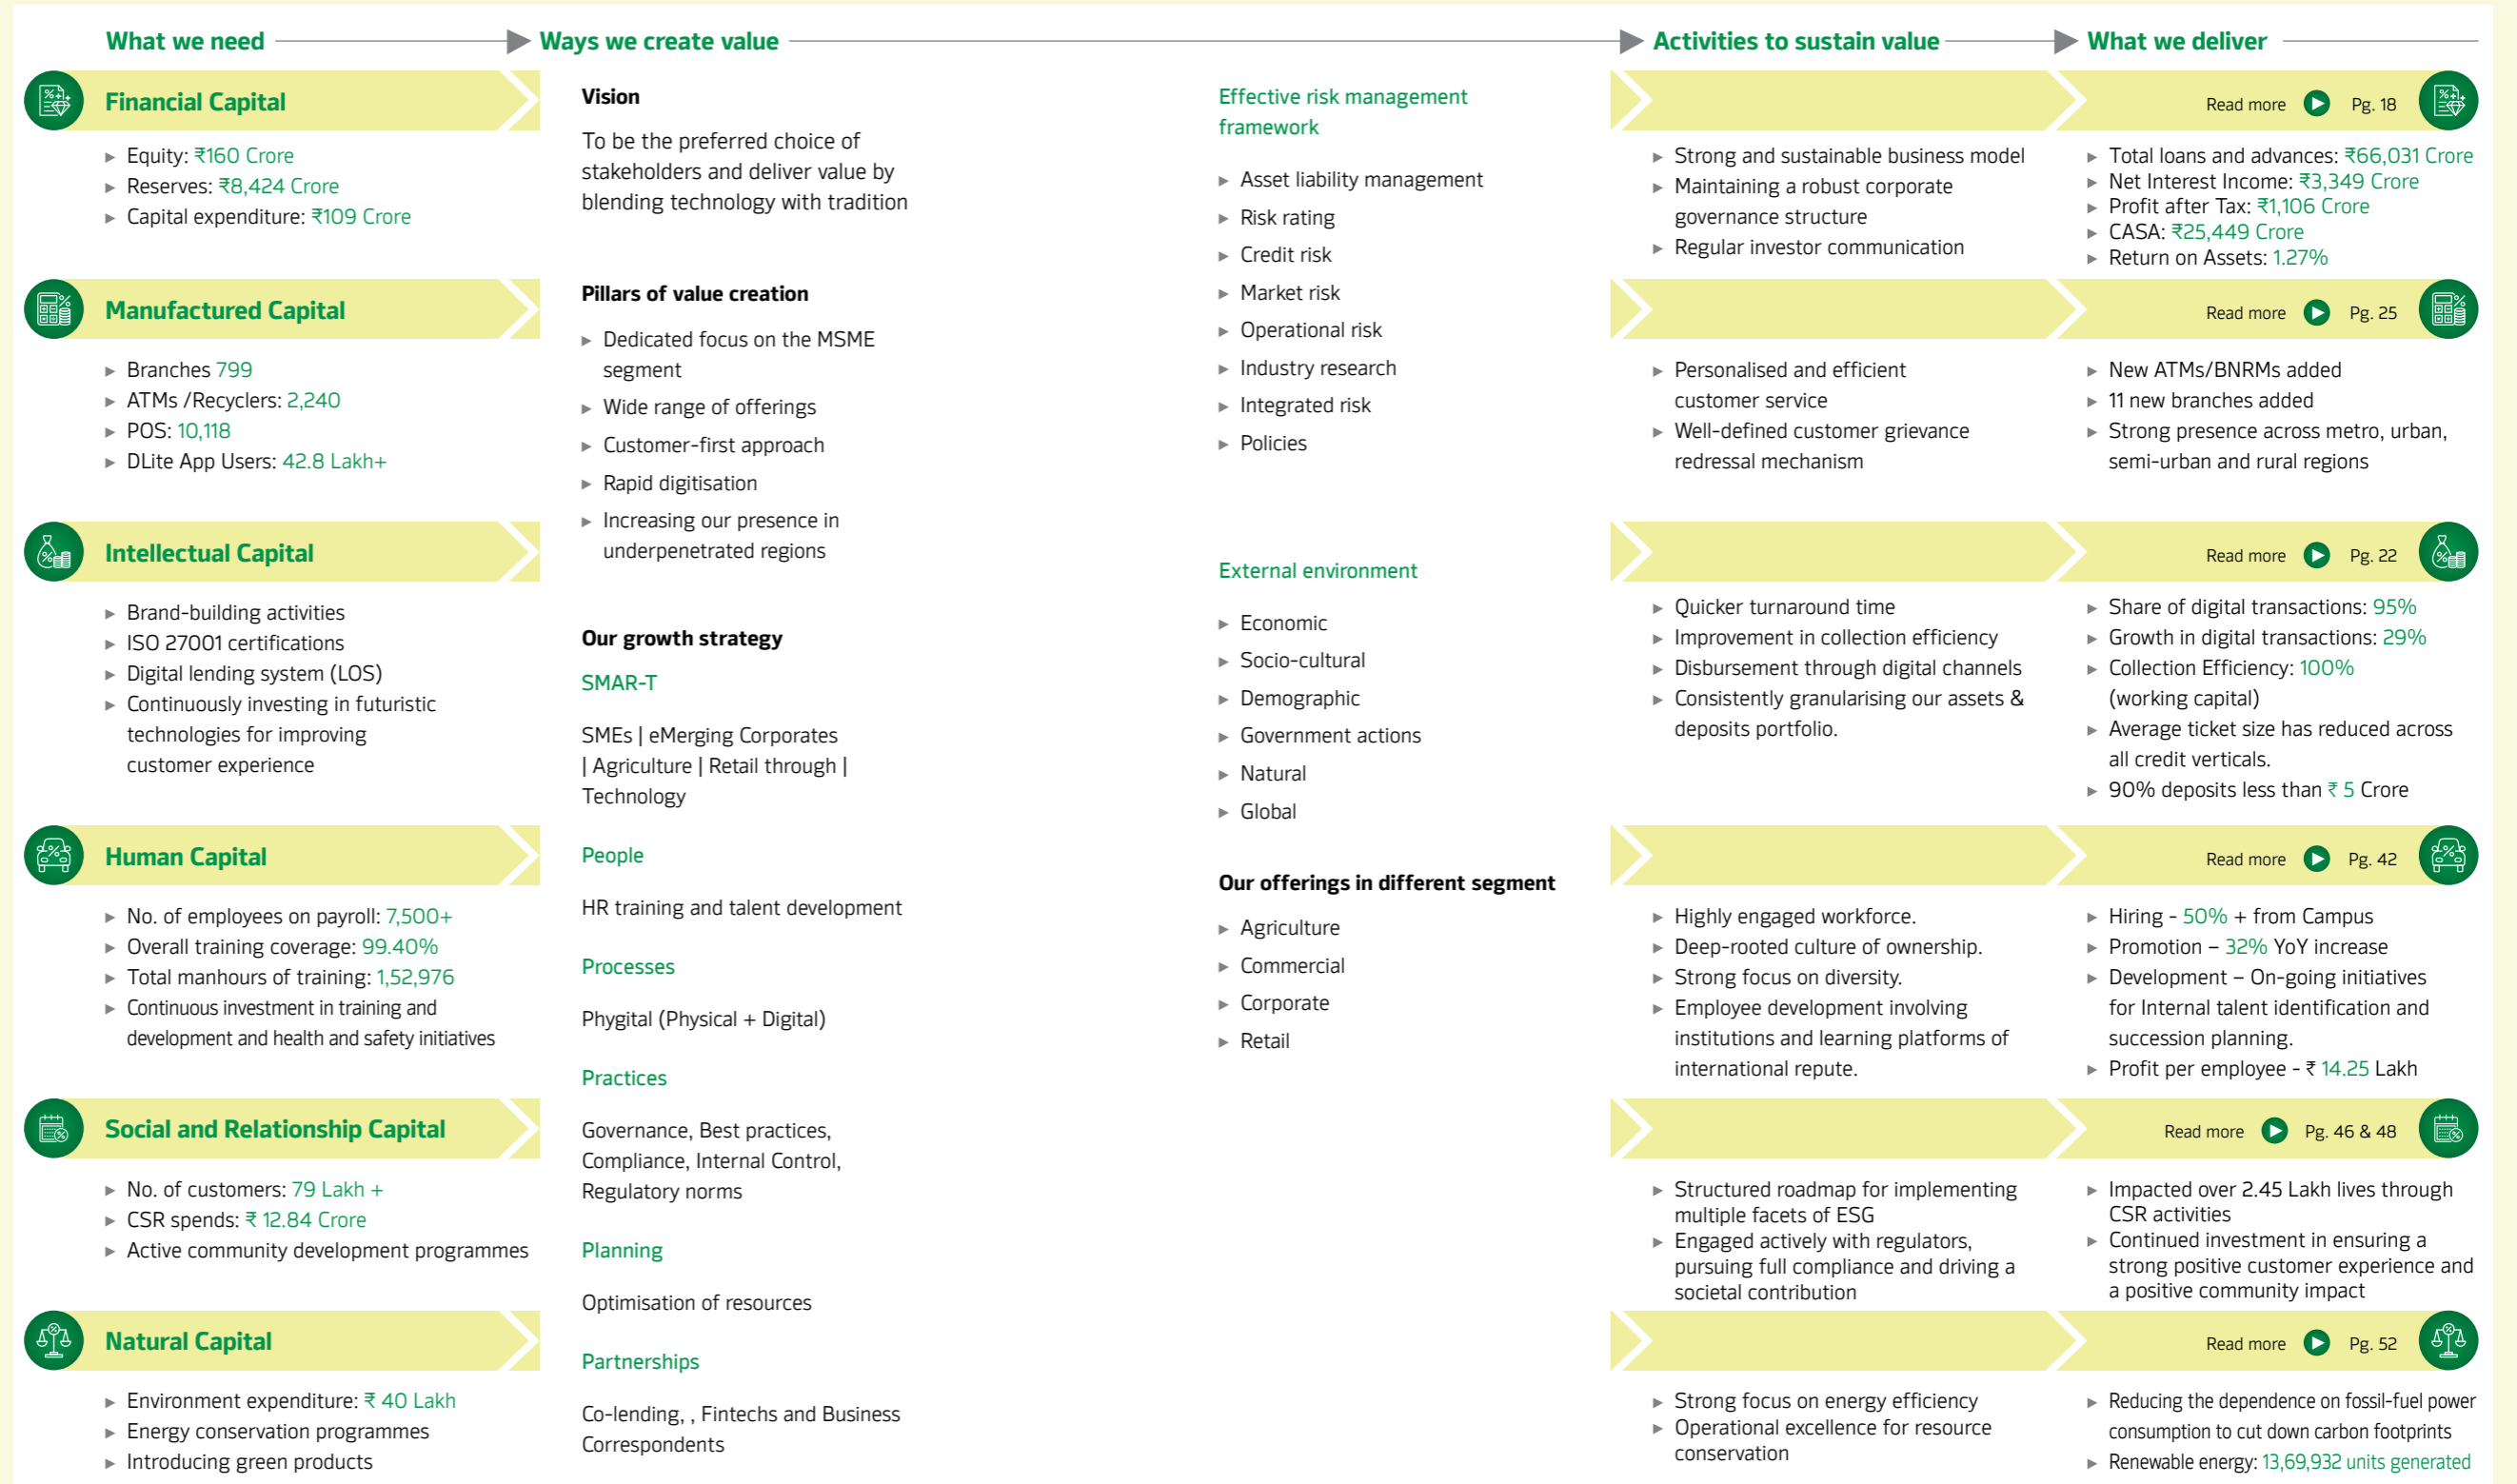 What we need
Ways we create value
Activities to sustain value
What we deliver
Financial Capital
Equity: ₹160 Crore
Reserves: ₹8,424 Crore
Capital expenditure: ₹109 Crore
Manufactured Capital
Branches 799
ATMs /Recyclers: 2,240
POS: 10,118
DLite App Users: 42.8 Lakh+
Intellectual Capital
Brand-building activities
ISO 27001 certifications
Digital lending system (LOS)
Continuously investing in futuristic
technologies for improving
customer experience
Human Capital
No. of employees on payroll: 7,500+
Overall training coverage: 99.40%
Total manhours of training: 1,52,976
Continuous investment in training and
development and health and safety initiatives
Social and Relationship Capital
No. of customers: 79 Lakh +
CSR spends: ₹ 12.84 Crore
Active community development programmes
Natural Capital
Environment expenditure: ₹ 40 Lakh
Energy conservation programmes
Introducing green products
Vision
To be the preferred choice of
stakeholders and deliver value by
blending technology with tradition
Pillars of value creation
Dedicated focus on the MSME
segment
Wide range of offerings
Customer-first approach
Rapid digitisation
Increasing our presence in
underpenetrated regions
Our growth strategy
SMAR-T
SMEs | eMerging Corporates
| Agriculture | Retail through |
Technology
People
HR training and talent development
Processes
Phygital (Physical + Digital)
Practices
Governance, Best practices,
Compliance, Internal Control,
Regulatory norms
Planning
Optimisation of resources
Partnerships
Co-lending, , Fintechs and Business
Correspondents
Effective risk management
framework
Asset liability management
Risk rating
Credit risk
Market risk
Operational risk
Industry research
Integrated risk
Policies
External environment
Economic
Socio-cultural
Demographic
Government actions
Natural
Global
Our offerings in different segment
Agriculture
Commercial
Corporate
Retail
Strong and sustainable business model
Maintaining a robust corporate
governance structure
Regular investor communication
Personalised and efficient
customer service
Well-defined customer grievance
redressal mechanism
Quicker turnaround time
Improvement in collection efficiency
Disbursement through digital channels
Consistently granularising our assets &
deposits portfolio.
Highly engaged workforce.
Deep-rooted culture of ownership.
Strong focus on diversity.
Employee development involving
institutions and learning platforms of
international repute.
Structured roadmap for implementing
multiple facets of ESG
Engaged actively with regulators,
pursuing full compliance and driving a
societal contribution
Strong focus on energy efficiency
Operational excellence for resource
conservation
Read more Pg. 18
Total loans and advances: ₹66,031 Crore
Net Interest Income: ₹3,349 Crore
Profit after Tax: ₹1,106 Crore
CASA: ₹25,449 Crore
Return on Assets: 1.27%
Read more Pg. 25
New ATMs/BNRMs added
11 new branches added
Strong presence across metro, urban,
semi-urban and rural regions
Read more Pg. 22
Share of digital transactions: 95%
Growth in digital transactions: 29%
Collection Efficiency: 100%
(working capital)
Average ticket size has reduced across
all credit verticals.
90% deposits less than ₹ 5 Crore
Read more Pg. 42
Hiring - 50% + from Campus
Promotion – 32% YoY increase
Development – On-going initiatives
for Internal talent identification and
succession planning.
Profit per employee - ₹ 14.25 Lakh
Read more Pg. 46 & 48
Impacted over 2.45 Lakh lives through
CSR activities
Continued investment in ensuring a
strong positive customer experience and
a positive community impact
Read more Pg. 52
Reducing the dependence on fossil-fuel power
consumption to cut down carbon footprints
Renewable energy: 13,69,932 units generated